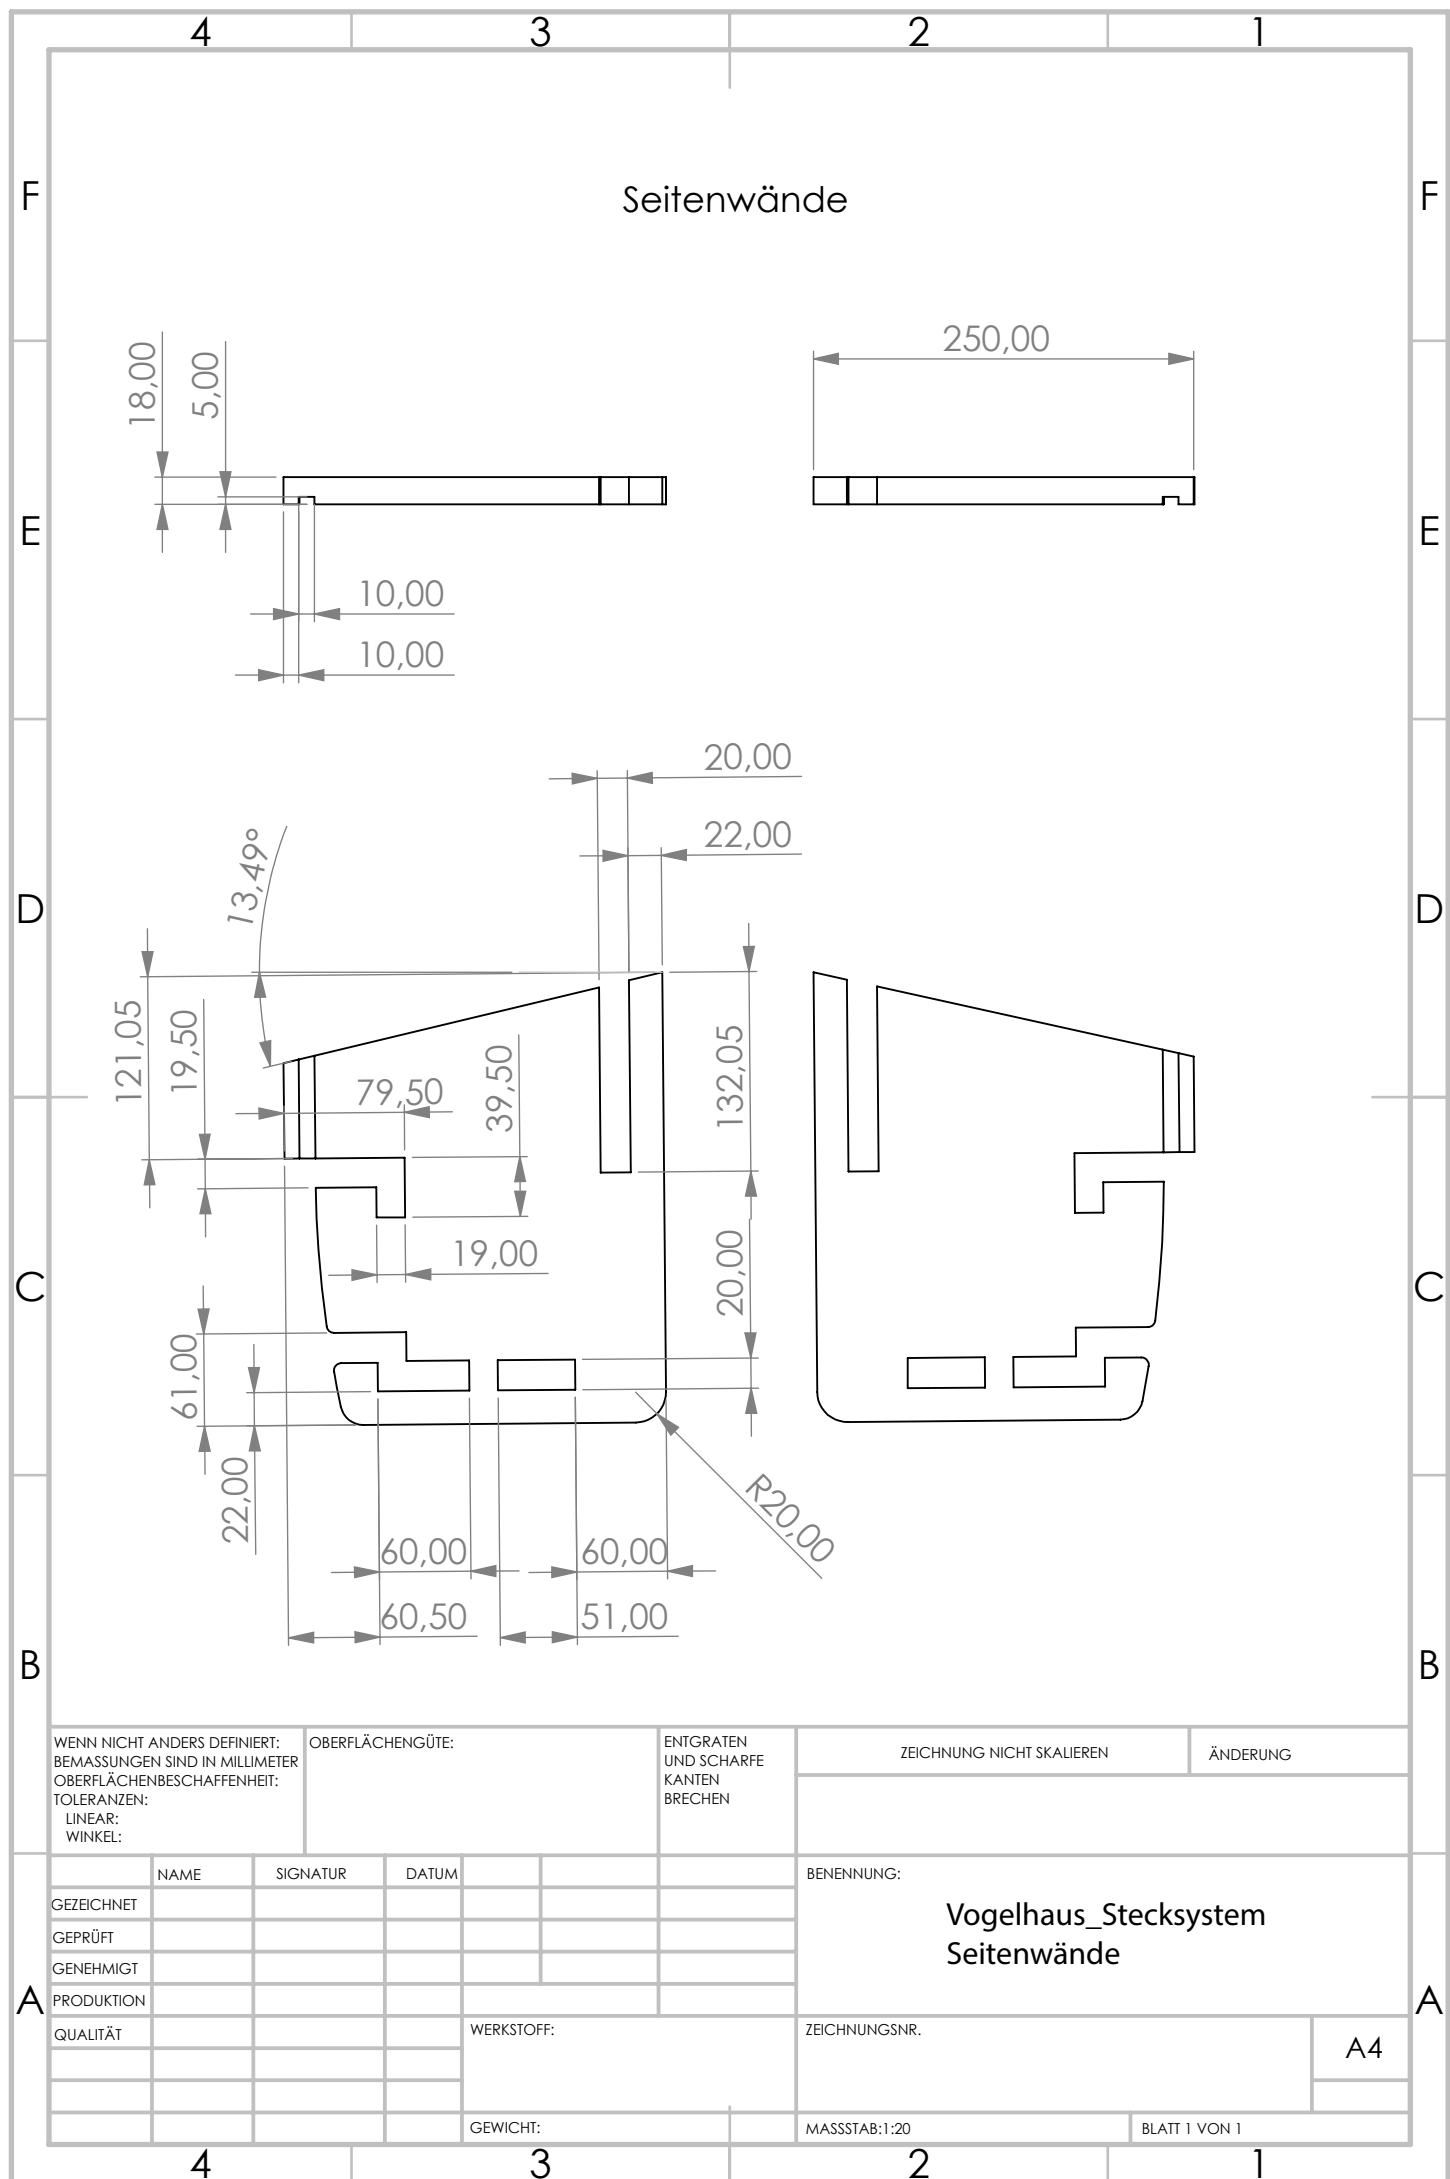 4 3 2 1
F F
Seitenwände
250,00
18,00
5,00
E E
10,00
10,00
20,00
22,00
13,49°
D D
121,05
19,50
79,50
39,50
132,05
19,00
20,00
C C
61,00
22,00
R20,00
60,00 60,00
60,50 51,00
B B
WENN NICHT ANDERS DEFINIERT:
BEMASSUNGEN SIND IN MILLIMETER
OBERFLÄCHENBESCHAFFENHEIT:
TOLERANZEN:
LINEAR:
WINKEL:
OBERFLÄCHENGÜTE:
ENTGRATEN
UND SCHARFE
KANTEN
BRECHEN
ZEICHNUNG NICHT SKALIEREN
ÄNDERUNG
NAME SIGNATUR DATUM
GEZEICHNET
GEPRÜFT
GENEHMIGT
PRODUKTION
QUALITÄT
BENENNUNG:
Vogelhaus_Stecksystem
Seitenwände
A A
WERKSTOFF:
ZEICHNUNGSNR.
A4
GEWICHT:
MASSSTAB:1:20
BLATT 1 VON 1
4 3 2 1